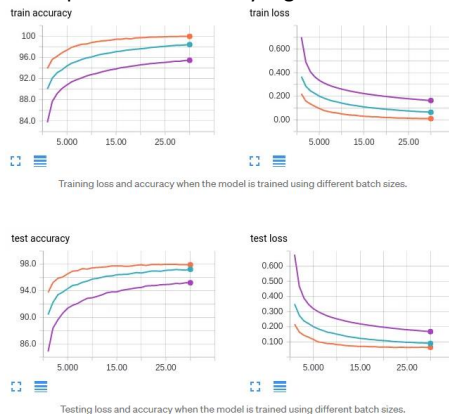 train accuracy
100
96.0
92.0
88.0
84.0
5.000 15.00 25.00
train loss
0.600
0.400
0.200
0.00
5.000 15.00 25.00
Training loss and accuracy when the model is trained using different batch sizes.
test accuracy
98.0
94.0
90.0
86.0
5.000 15.00 25.00
test loss
0.600
0.500
0.400
0.300
0.200
0.100
5.000 15.00 25.00
Testing loss and accuracy when the model is trained using different batch sizes.